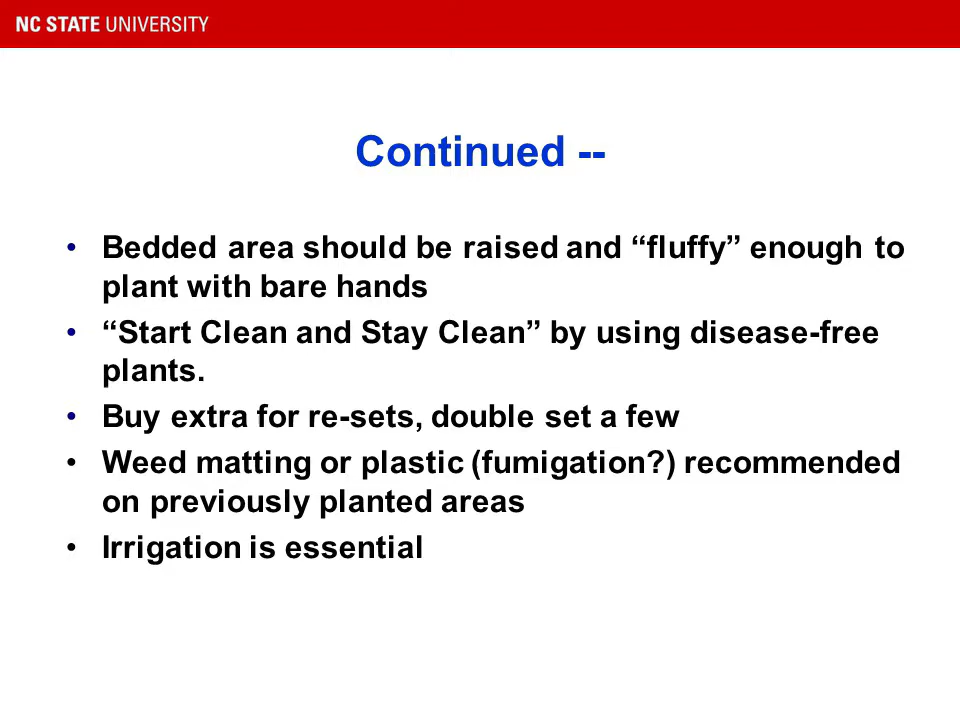 NC STATE UNIVERSITY
Continued --
• Bedded area should be raised and “fluffy” enough to
plant with bare hands
• “Start Clean and Stay Clean” by using disease-free
plants.
• Buy extra for re-sets, double set a few
• Weed matting or plastic (fumigation?) recommended
on previously planted areas
• Irrigation is essential